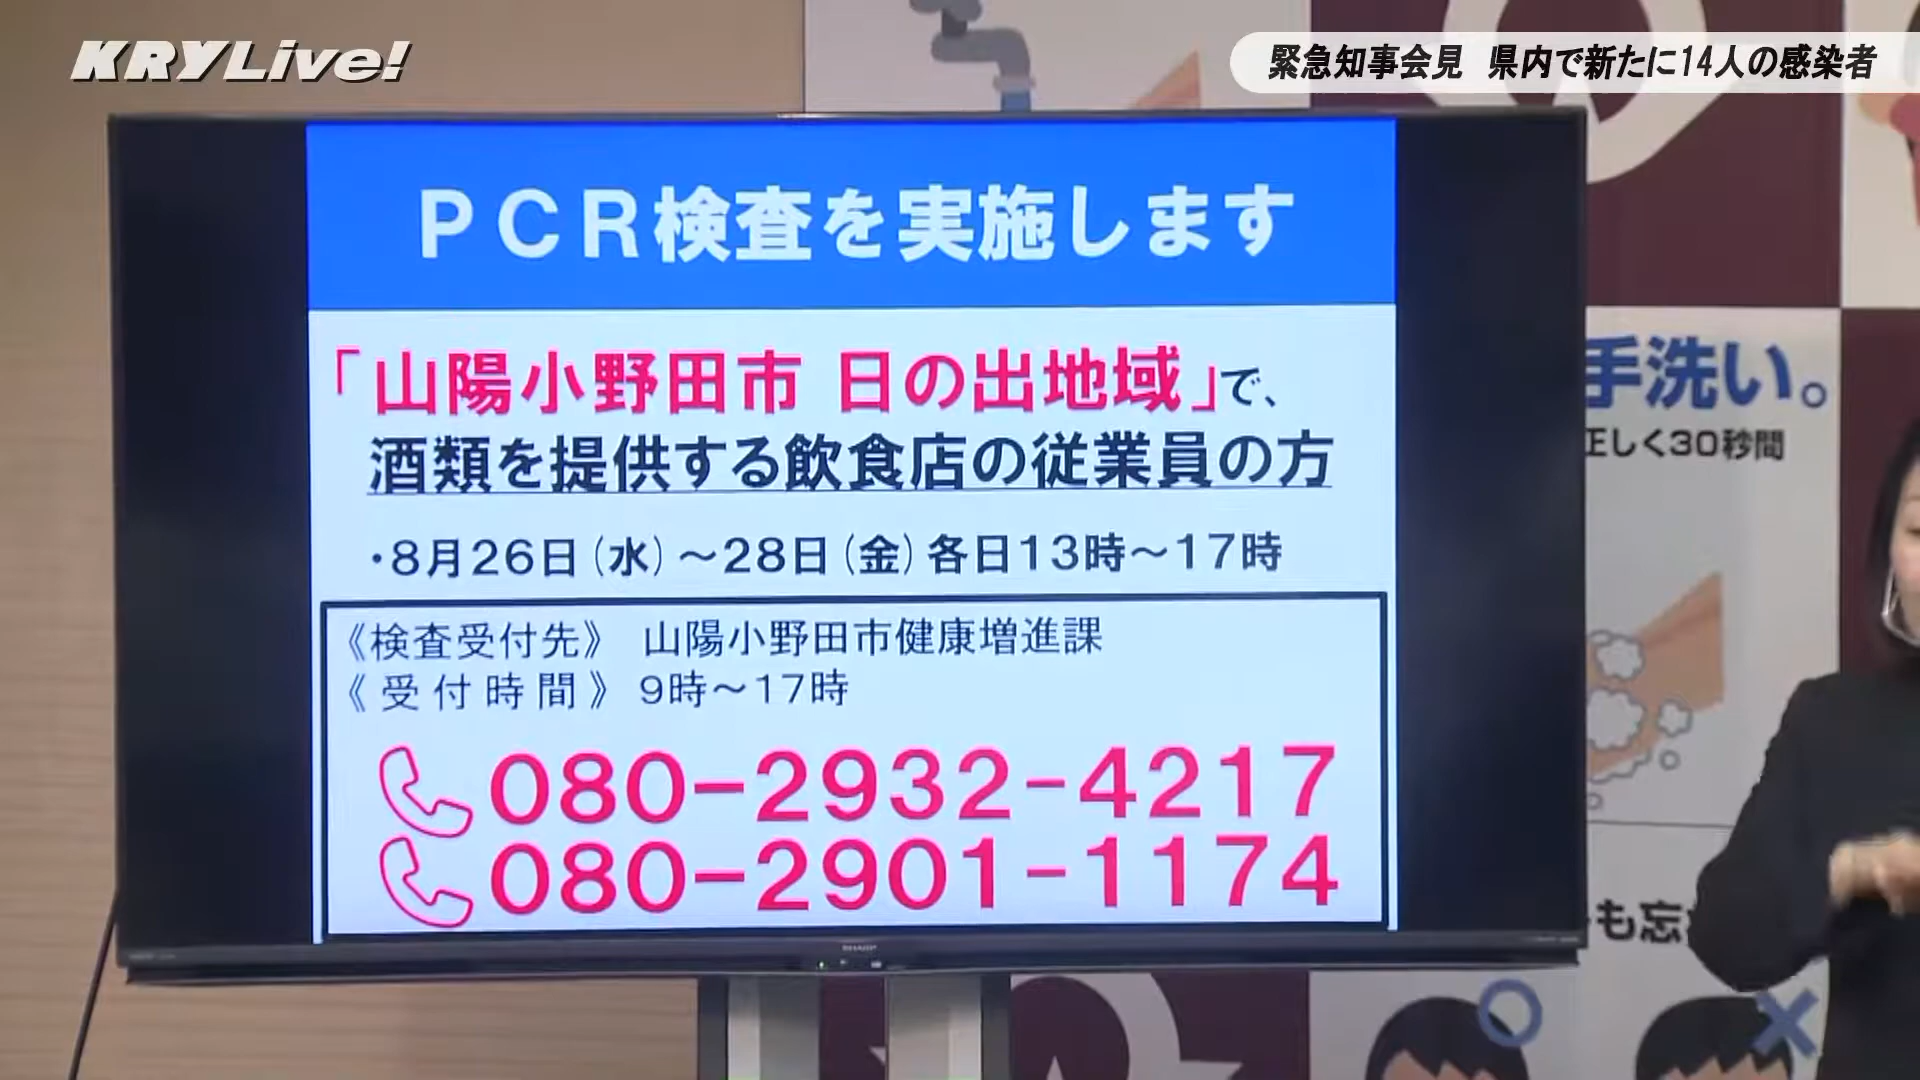 KRY Live!
緊急知事会見 県内で新たに14人の感染者
PCR検査を実施します
「山陽小野田市 日の出地域」で、
酒類を提供する飲食店の従業員の方
・8月26日(水)～28日(金)各日13時～17時
《検査受付先》 山陽小野田市健康増進課
《受付時間》 9時～17時
080-2932-4217
080-2901-1174
手洗い。
正しく30秒間
も忘
SHARP